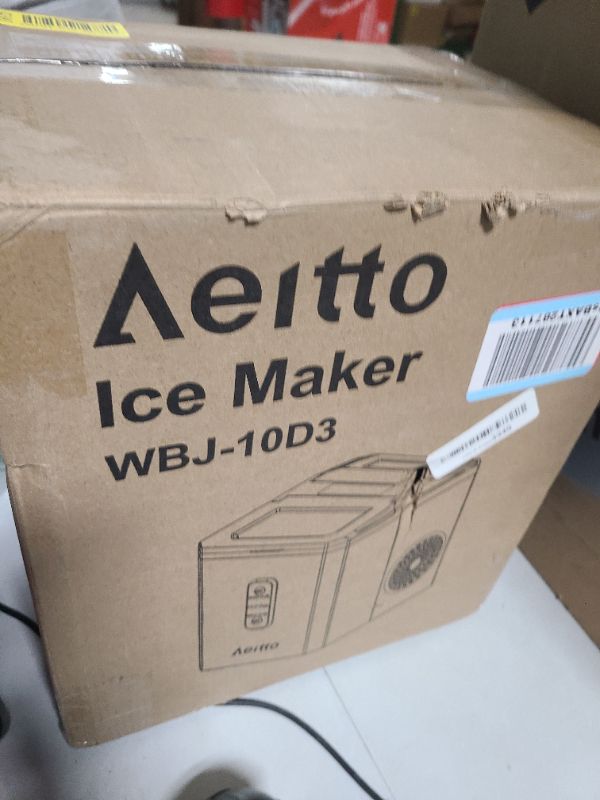 Aeitto
Ice Maker
WBJ-10D3
Aeitto